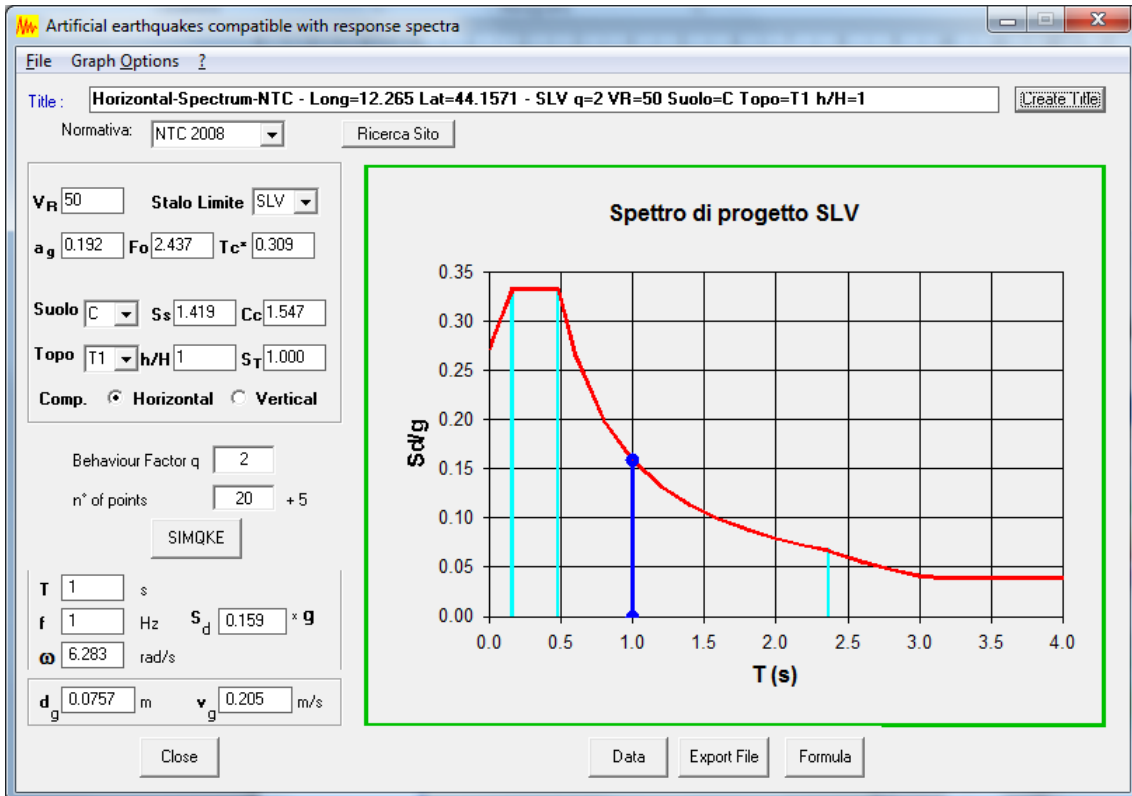 Artificial earthquakes compatible with response spectra
File Graph Options ?
Title : Horizontal-Spectrum-NTC - Long=12.265 Lat=44.1571 - SLV q=2 VR=50 Suolo=C Topo=T1 h/H=1 Create Title
Normativa: NTC 2008 Ricerca Sito
VR 50 Stalo Limite SLV
ag 0.192 Fo 2.437 Tc* 0.309
Suolo C Ss 1.419 Cc 1.547
Topo T1 h/H 1 ST 1.000
Comp. Horizontal Vertical
Behaviour Factor q 2
n° of points 20 + 5
SIMQKE
T 1 s
f 1 Hz Sd 0.159 x g
ω 6.283 rad/s
dg 0.0757 m vg 0.205 m/s
Close
Spettro di progetto SLV
Sd/g
0.35
0.30
0.25
0.20
0.15
0.10
0.05
0.00
0.0 0.5 1.0 1.5 2.0 2.5 3.0 3.5 4.0
T (s)
Data Export File Formula